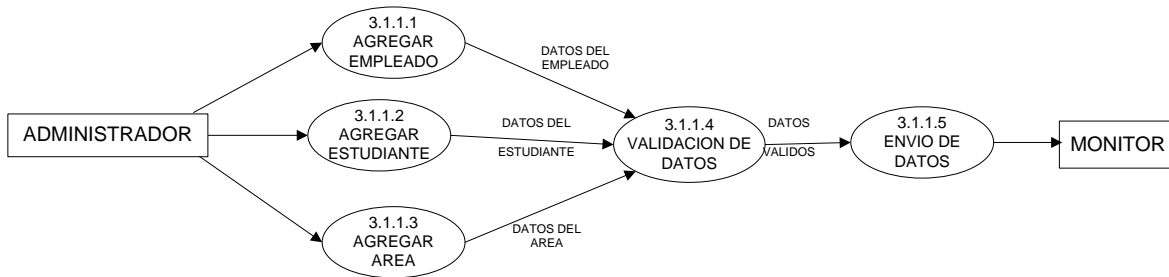 ADMINISTRADOR
3.1.1.1
AGREGAR
EMPLEADO
DATOS DEL
EMPLEADO
3.1.1.2
AGREGAR
ESTUDIANTE
DATOS DEL
ESTUDIANTE
3.1.1.3
AGREGAR
AREA
DATOS DEL
AREA
3.1.1.4
VALIDACION DE
DATOS
DATOS
VALIDOS
3.1.1.5
ENVIO DE
DATOS
MONITOR